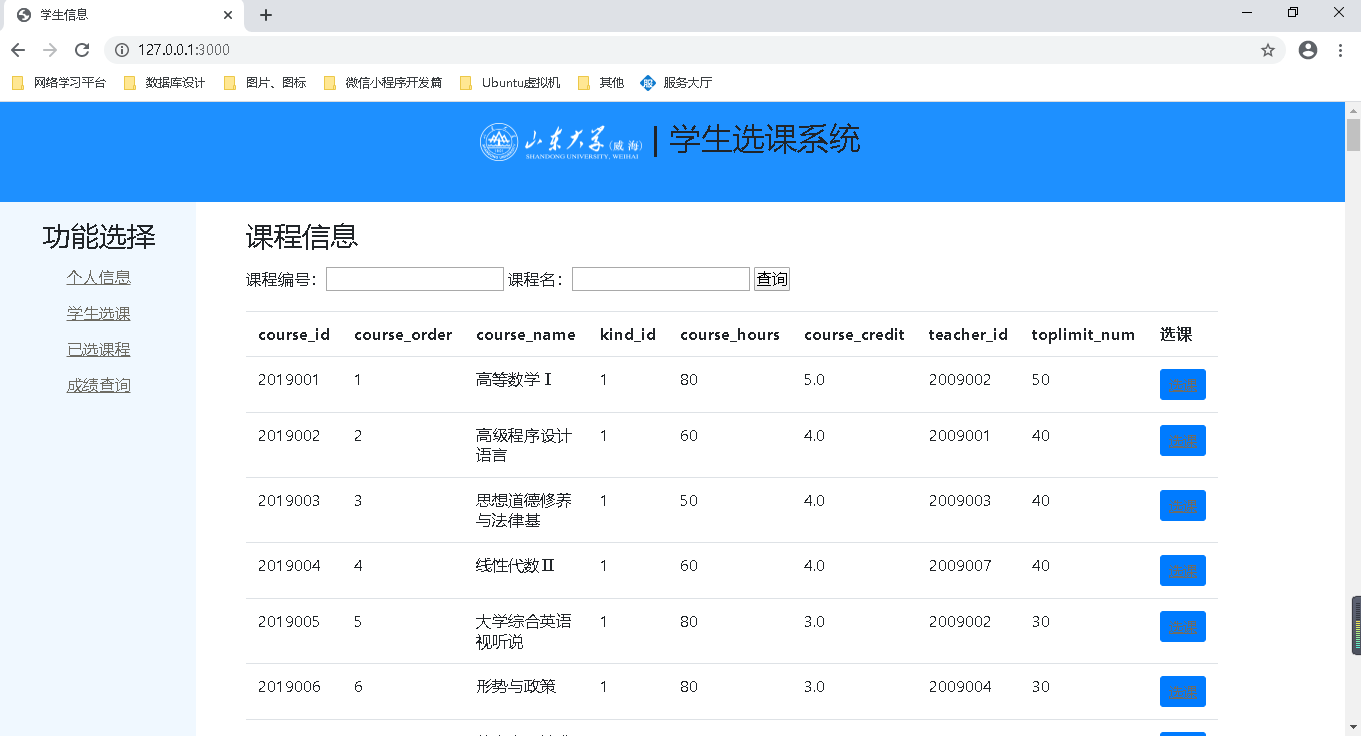 学生信息
127.0.0.1:3000
网络学习平台 数据库设计 图片、图标 微信小程序开发篇 Ubuntu虚拟机 其他 服务大厅
山东大学(威海) | 学生选课系统
SHANDONG UNIVERSITY, WEIHAI
功能选择
个人信息
学生选课
已选课程
成绩查询
课程信息
课程编号: 课程名: 查询
course_id course_order course_name kind_id course_hours course_credit teacher_id toplimit_num 选课
2019001 1 高等数学Ⅰ 1 80 5.0 2009002 50
2019002 2 高级程序设计 1 60 4.0 2009001 40
语言
2019003 3 思想道德修养 1 50 4.0 2009003 40 选课
与法律基
2019004 4 线性代数Ⅱ 1 60 4.0 2009007 40
2019005 5 大学综合英语 1 80 3.0 2009002 30
视听说
2019006 6 形势与政策 1 80 3.0 2009004 30 选课